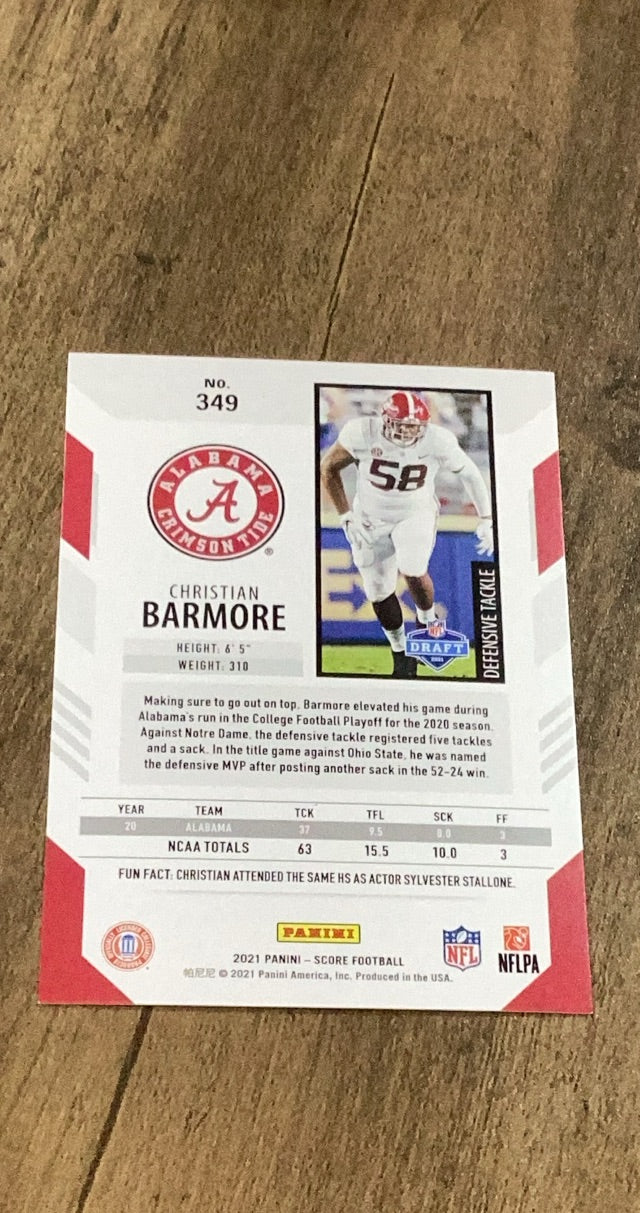 No.
349
ALABAMA
A
CRIMSON TIDE
®
58
CHRISTIAN
BARMORE
HEIGHT: 6' 5"
WEIGHT: 310
NFL
DRAFT
2021
DEFENSIVE TACKLE
Making sure to go out on top, Barmore elevated his game during
Alabama's run in the College Football Playoff for the 2020 season.
Against Notre Dame, the defensive tackle registered five tackles
and a sack. In the title game against Ohio State, he was named
the defensive MVP after posting another sack in the 52–24 win.
YEAR TEAM TCK TFL SCK FF
20 ALABAMA 37 9.5 8.0 3
NCAA TOTALS 63 15.5 10.0 3
FUN FACT: CHRISTIAN ATTENDED THE SAME HS AS ACTOR SYLVESTER STALLONE.
PANINI
2021 PANINI – SCORE FOOTBALL
帕尼尼 © 2021 Panini America, Inc. Produced in the USA.
NFL
NFLPA